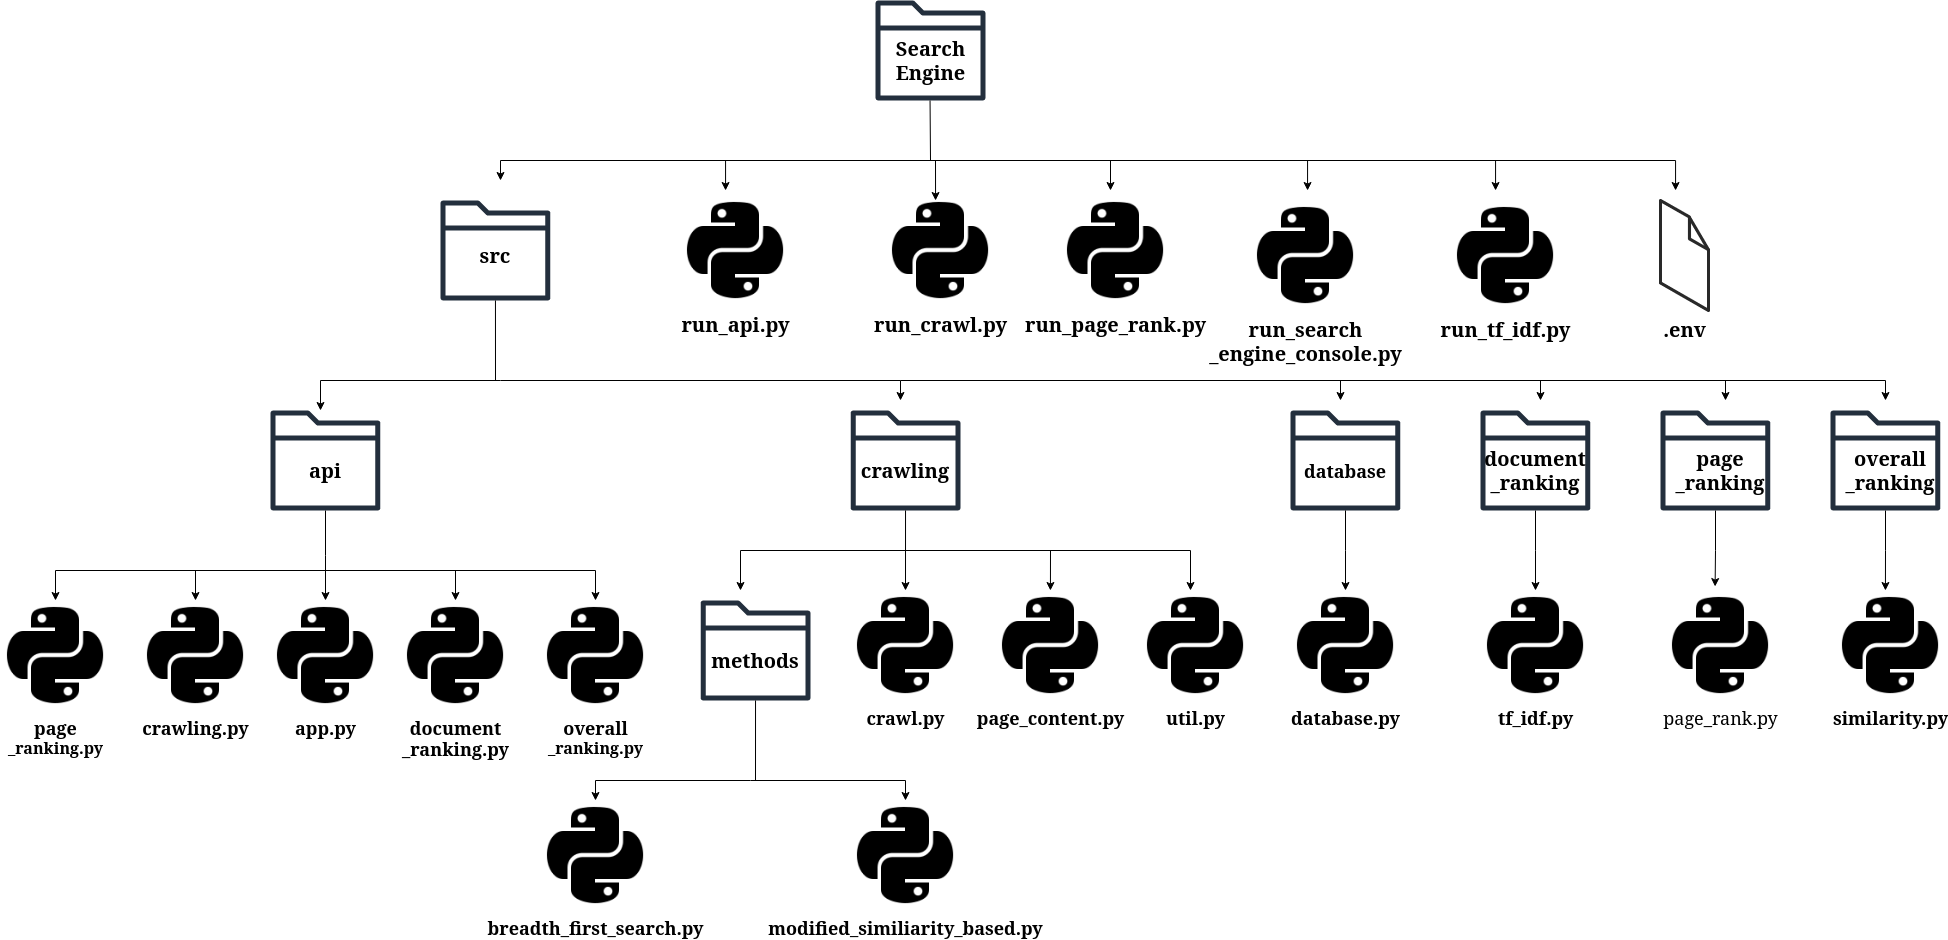 Search
Engine
src
run_api.py
run_crawl.py
run_page_rank.py
run_search
_engine_console.py
run_tf_idf.py
.env
api
crawling
database
document
_ranking
page
_ranking
overall
_ranking
page
_ranking.py
crawling.py
app.py
document
_ranking.py
overall
_ranking.py
methods
crawl.py
page_content.py
util.py
database.py
tf_idf.py
page_rank.py
similarity.py
breadth_first_search.py
modified_similiarity_based.py